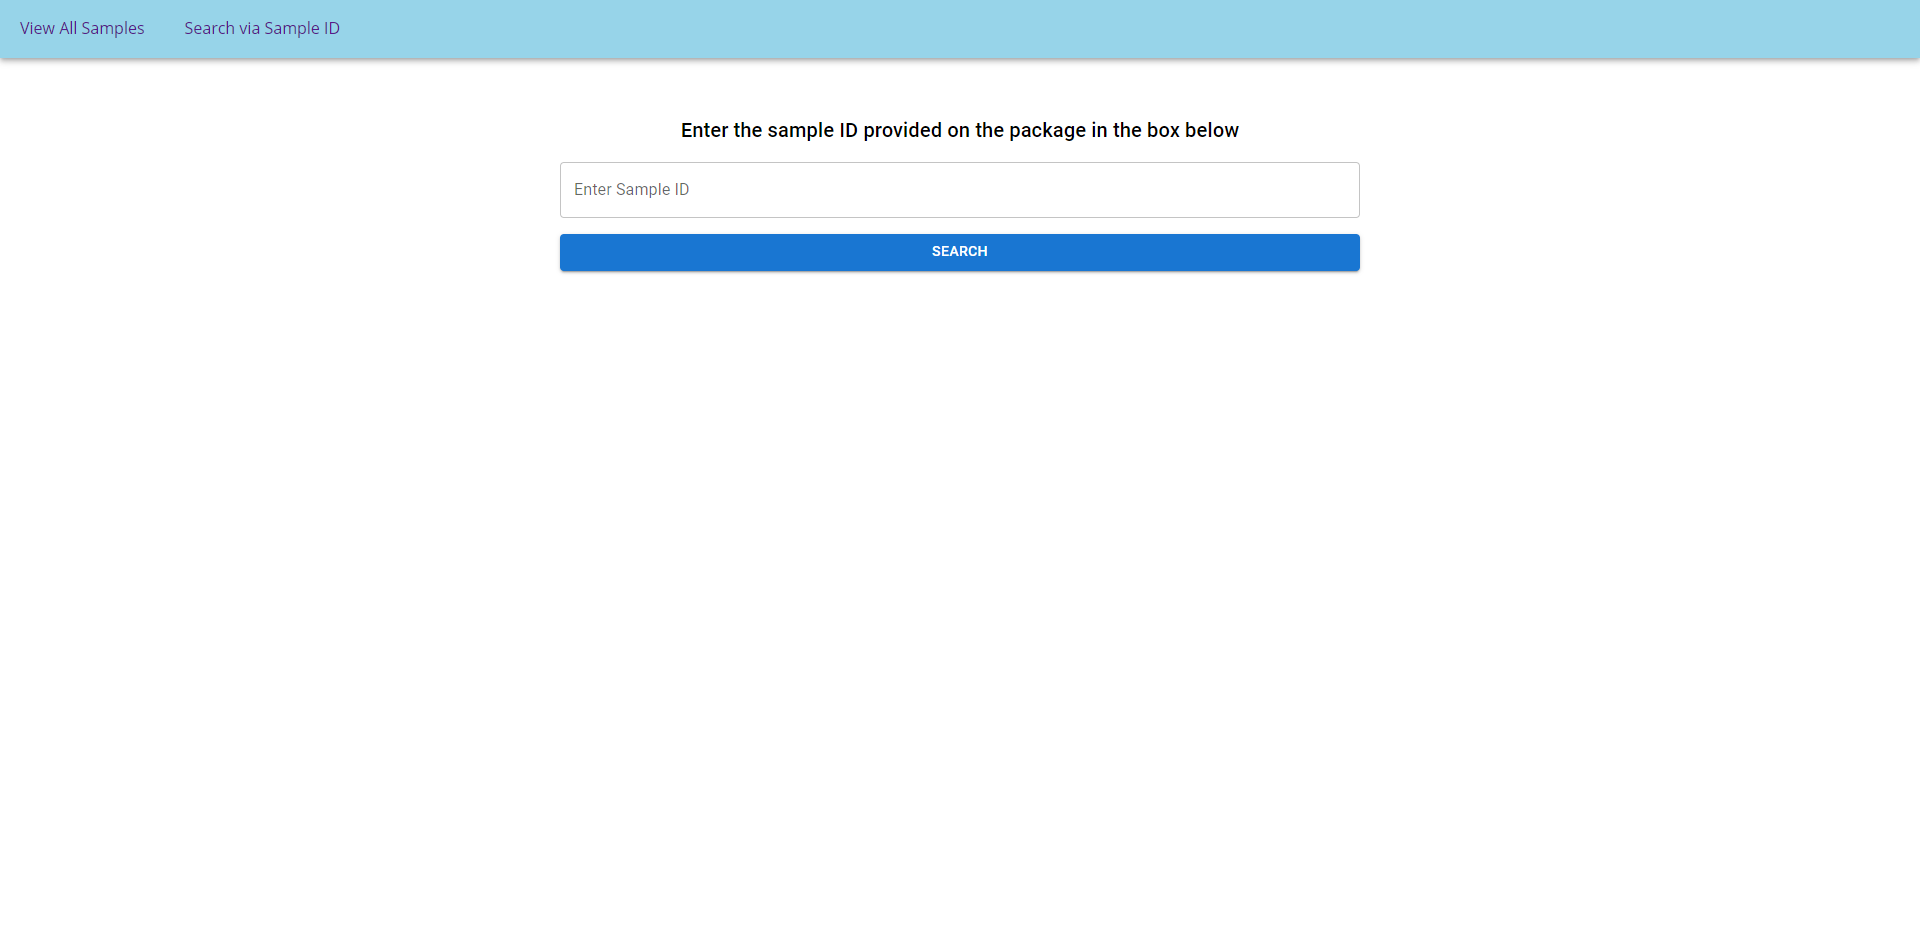 View All Samples Search via Sample ID
Enter the sample ID provided on the package in the box below
Enter Sample ID
SEARCH